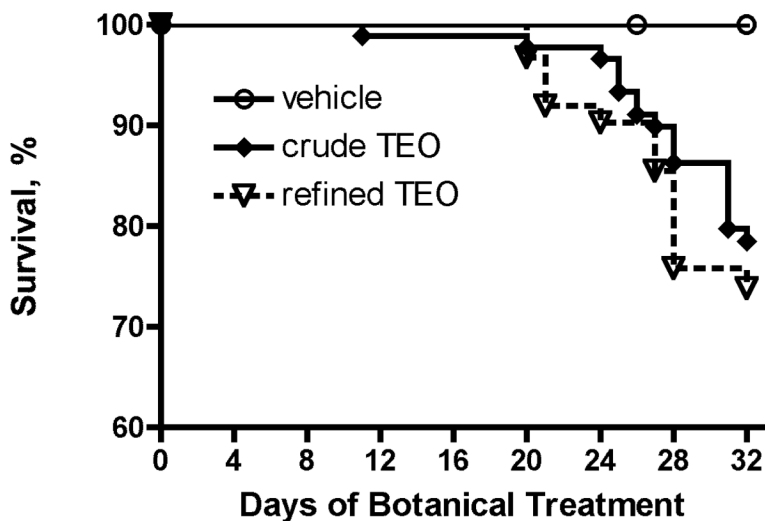 Survival, %
100
90
80
70
60
vehicle
crude TEO
refined TEO
0 4 8 12 16 20 24 28 32
Days of Botanical Treatment